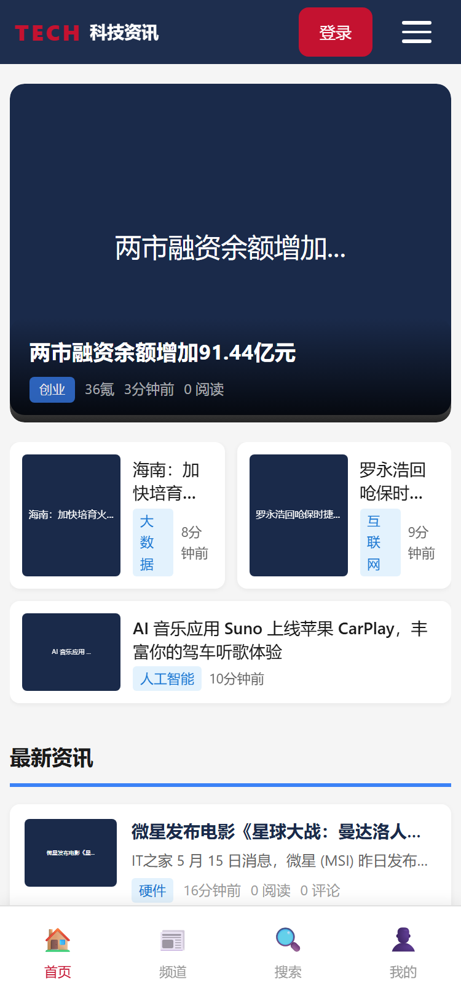 TECH 科技资讯
登录
两市融资余额增加...
两市融资余额增加91.44亿元
创业 36氪 3分钟前 0 阅读
海南：加快培育火...
海南：加
快培育...
大
数
据
8分
钟前
罗永浩回呛保时捷...
罗永浩回
呛保时...
互
联
网
9分
钟前
AI 音乐应用 ...
AI 音乐应用 Suno 上线苹果 CarPlay，丰
富你的驾车听歌体验
人工智能 10分钟前
最新资讯
微星发布电影《星...
微星发布电影《星球大战：曼达洛人...
IT之家 5 月 15 日消息，微星 (MSI) 昨日发布...
硬件 16分钟前 0 阅读 0 评论
首页
频道
搜索
我的